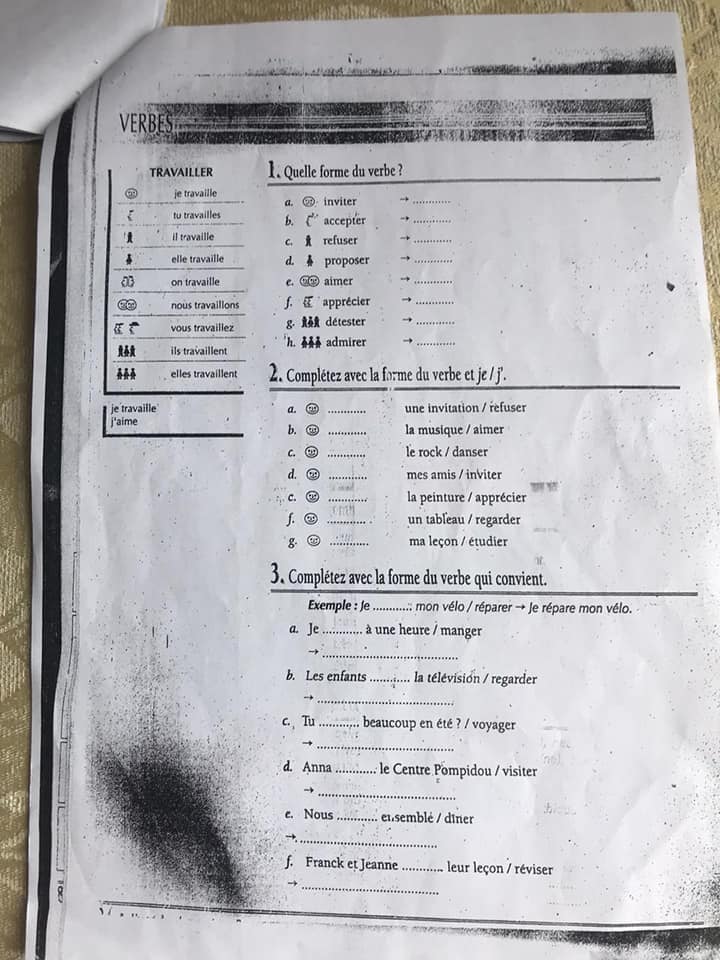 VERBES
TRAVAILLER
je travaille
tu travailles
il travaille
elle travaille
on travaille
nous travaillons
vous travaillez
ils travaillent
elles travaillent
je travaille
j'aime
1. Quelle forme du verbe ?
a. inviter → ............
b. accepter → ............
c. refuser → ............
d. proposer → ............
e. aimer → ............
f. apprécier → ............
g. détester → ............
h. admirer → ............
2. Complétez avec la forme du verbe et je / j'.
a. ............ une invitation / refuser
b. ............ la musique / aimer
c. ............ le rock / danser
d. ............ mes amis / inviter
e. ............ la peinture / apprécier
f. ............ un tableau / regarder
g. ............ ma leçon / étudier
3. Complétez avec la forme du verbe qui convient.
Exemple : Je ............ mon vélo / réparer → Je répare mon vélo.
a. Je ............ à une heure / manger
→ ........................................
b. Les enfants ............ la télévision / regarder
→ ........................................
c. Tu ............ beaucoup en été ? / voyager
→ ........................................
d. Anna ............ le Centre Pompidou / visiter
→ ........................................
e. Nous ............ ensemble / dîner
→ ........................................
f. Franck et Jeanne ............ leur leçon / réviser
→ ........................................